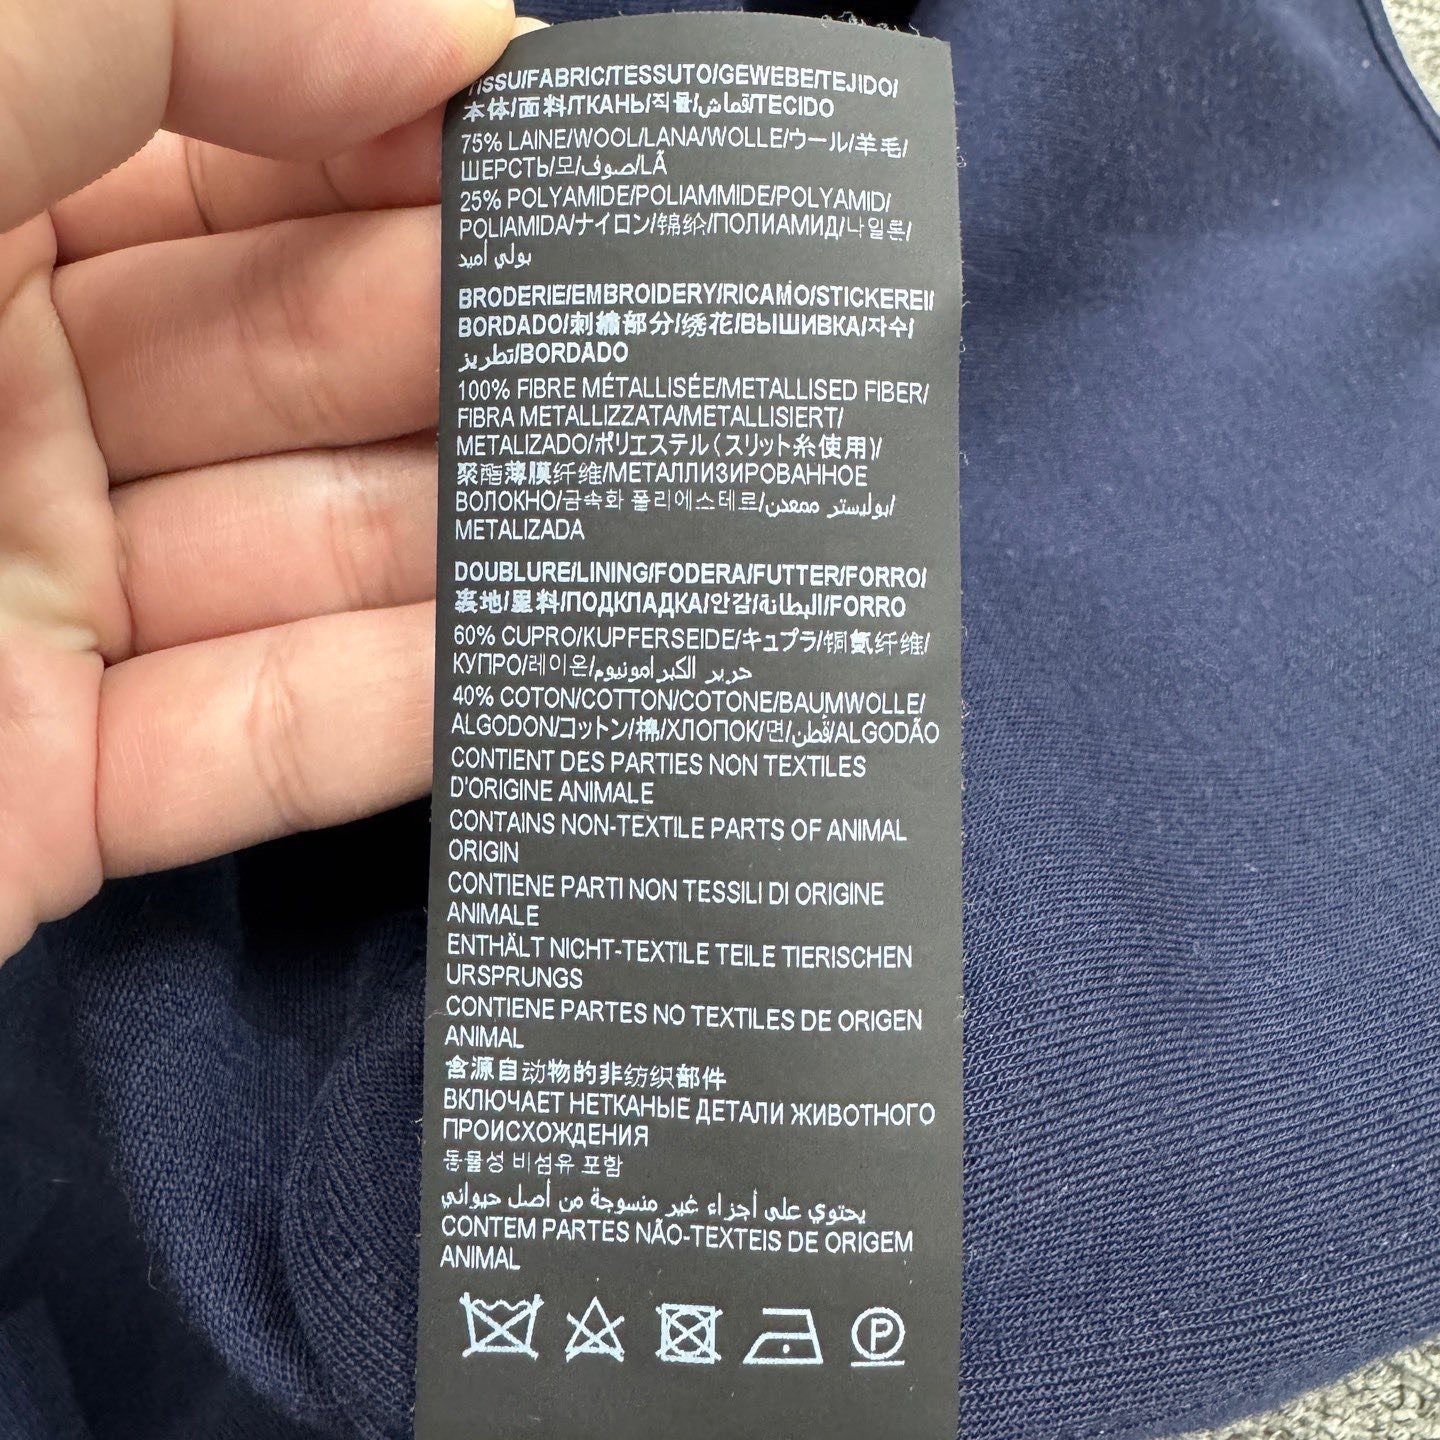 TISSU/FABRIC/TESSUTO/GEWEBE/TEJIDO/
本体/面料/ТКАНЬ/직물/قماش/TECIDO
75% LAINE/WOOL/LANA/WOLLE/ウール/羊毛/
ШЕРСТЬ/모/صوف/LÃ
25% POLYAMIDE/POLIAMMIDE/POLYAMID/
POLIAMIDA/ナイロン/锦纶/ПОЛИАМИД/나일론/
بولي أميد
BRODERIE/EMBROIDERY/RICAMO/STICKEREI/
BORDADO/刺繍部分/绣花/ВЫШИВКА/자수/
تطريز/BORDADO
100% FIBRE MÉTALLISÉE/METALLISED FIBER/
FIBRA METALLIZZATA/METALLISIERT/
METALIZADO/ポリエステル(スリット糸使用)/
聚酯薄膜纤维/МЕТАЛЛИЗИРОВАННОЕ
ВОЛОКНО/금속화 폴리에스테르/بوليستر ممعدن/
METALIZADA
DOUBLURE/LINING/FODERA/FUTTER/FORRO/
裏地/里料/ПОДКЛАДКА/안감/البطانة/FORRO
60% CUPRO/KUPFERSEIDE/キュプラ/铜氨纤维/
КУПРО/레이온/حرير الكبرامونيوم
40% COTON/COTTON/COTONE/BAUMWOLLE/
ALGODON/コットン/棉/ХЛОПОК/면/قطن/ALGODÃO
CONTIENT DES PARTIES NON TEXTILES
D'ORIGINE ANIMALE
CONTAINS NON-TEXTILE PARTS OF ANIMAL
ORIGIN
CONTIENE PARTI NON TESSILI DI ORIGINE
ANIMALE
ENTHÄLT NICHT-TEXTILE TEILE TIERISCHEN
URSPRUNGS
CONTIENE PARTES NO TEXTILES DE ORIGEN
ANIMAL
含源自动物的非纺织部件
ВКЛЮЧАЕТ НЕТКАНЫЕ ДЕТАЛИ ЖИВОТНОГО
ПРОИСХОЖДЕНИЯ
동물성 비섬유 포함
يحتوي على أجزاء غير منسوجة من أصل حيواني
CONTEM PARTES NÃO-TEXTEIS DE ORIGEM
ANIMAL
P